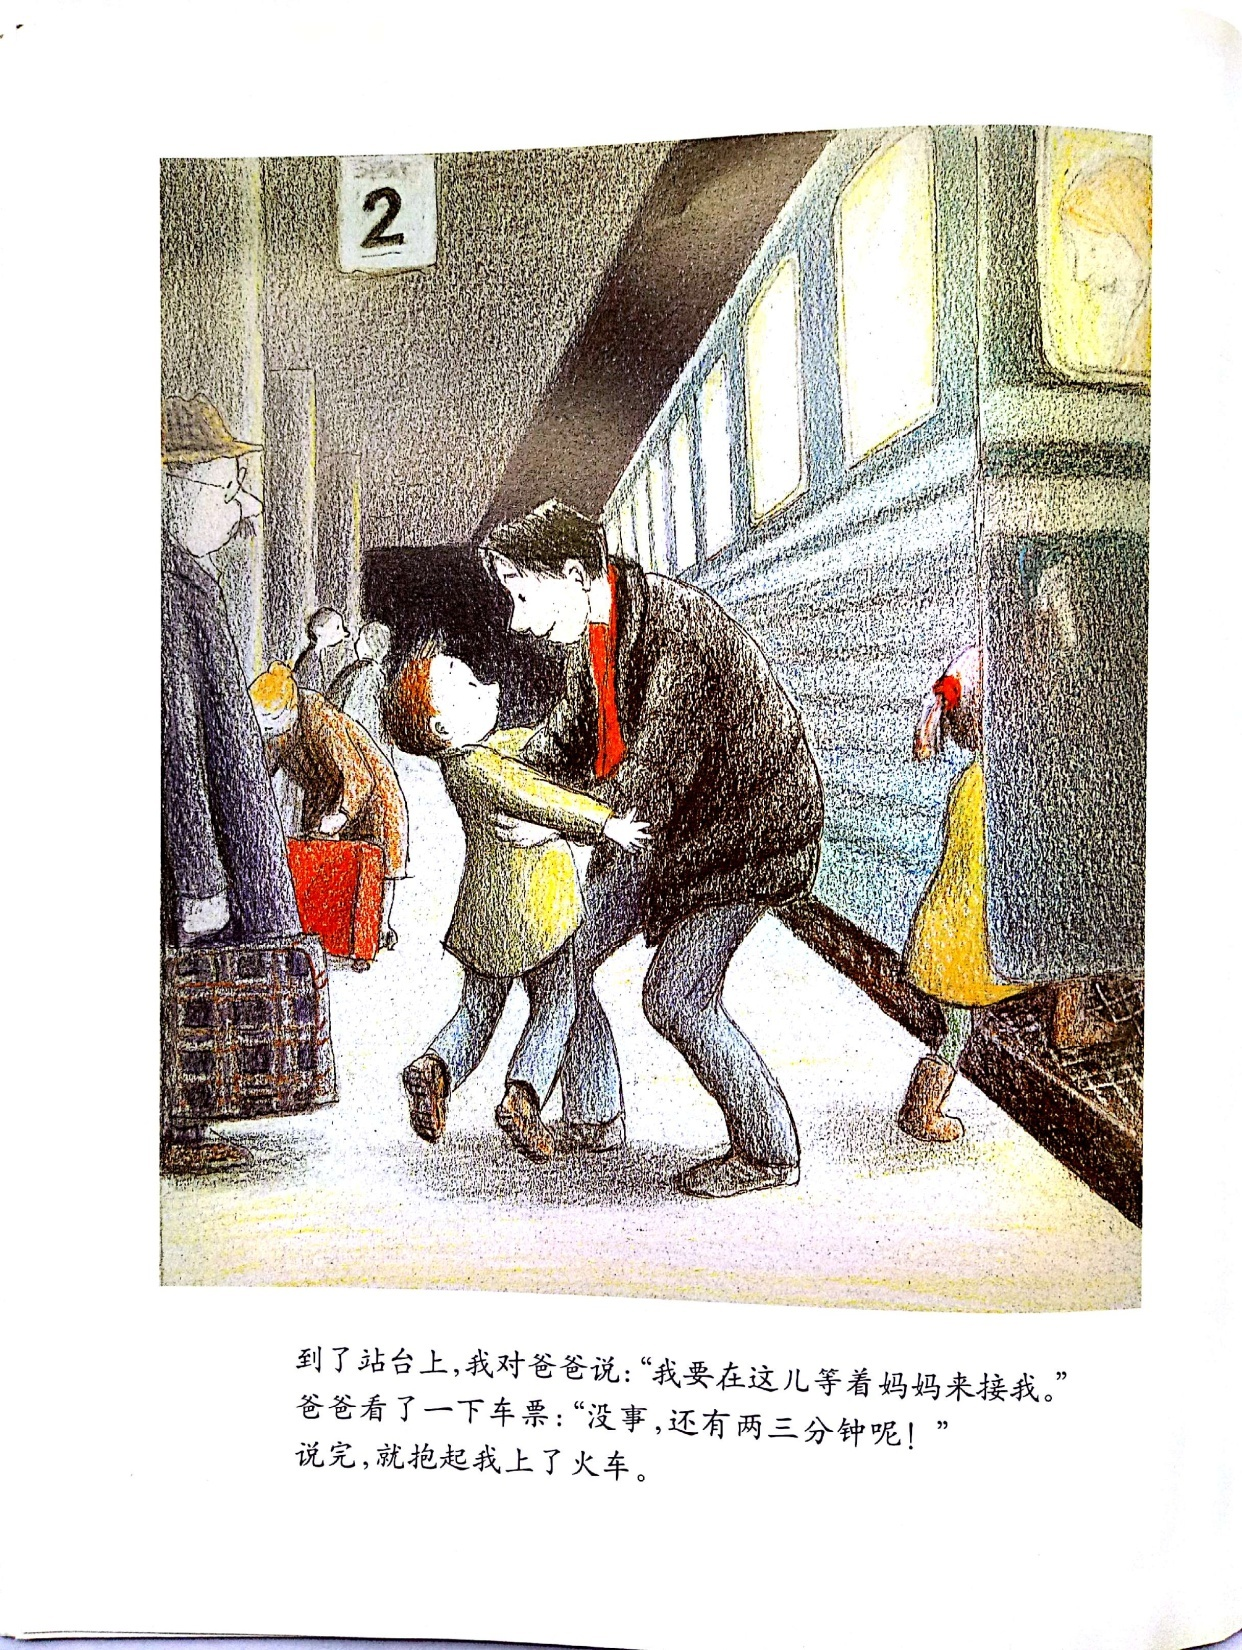 2
到了站台上,我对爸爸说:“我要在这儿等着妈妈来接我。”
爸爸看了一下车票:“没事,还有两三分钟呢!”
说完,就抱起我上了火车。